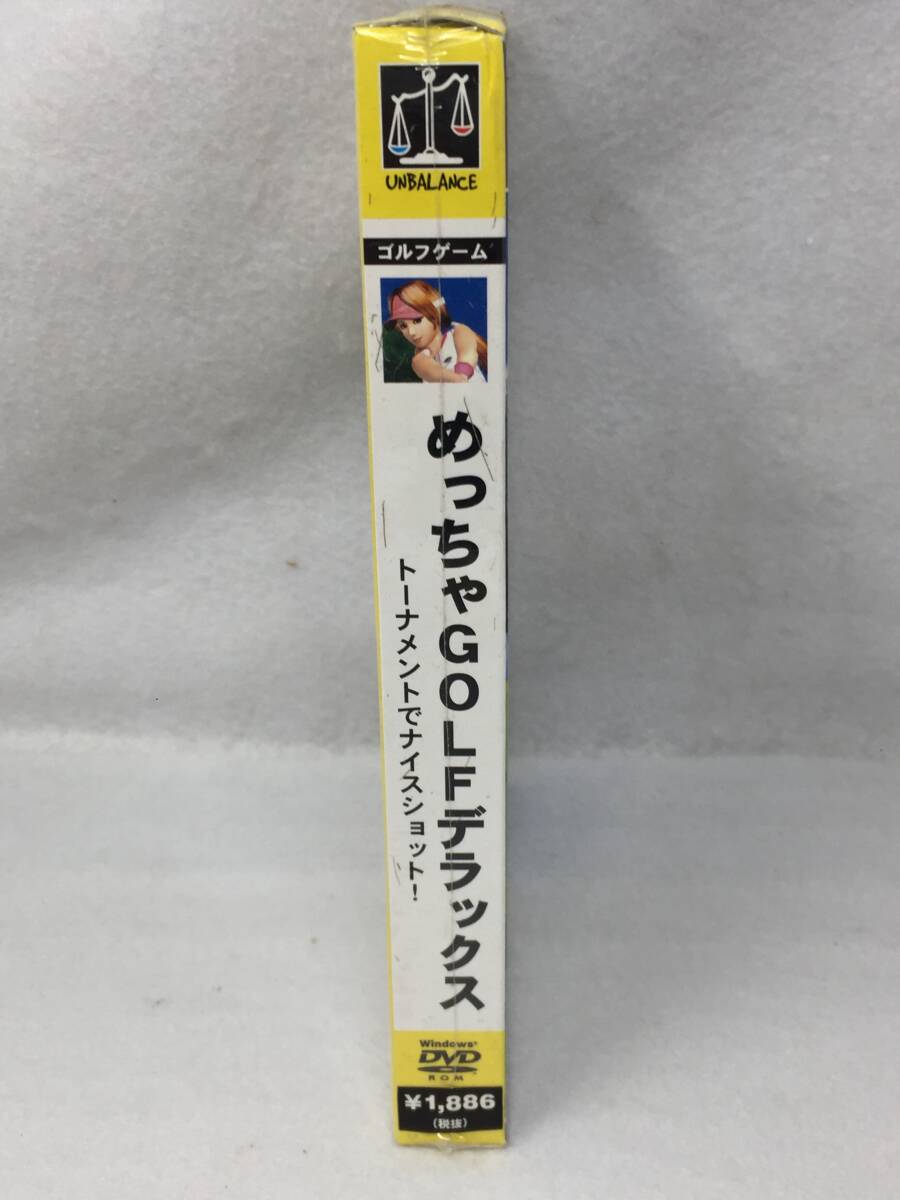 UNBALANCE
ゴルフゲーム
めっちゃGOLFデラックス
トーナメントでナイスショット!
Windows®
DVD
ROM
¥1,886
(税抜)